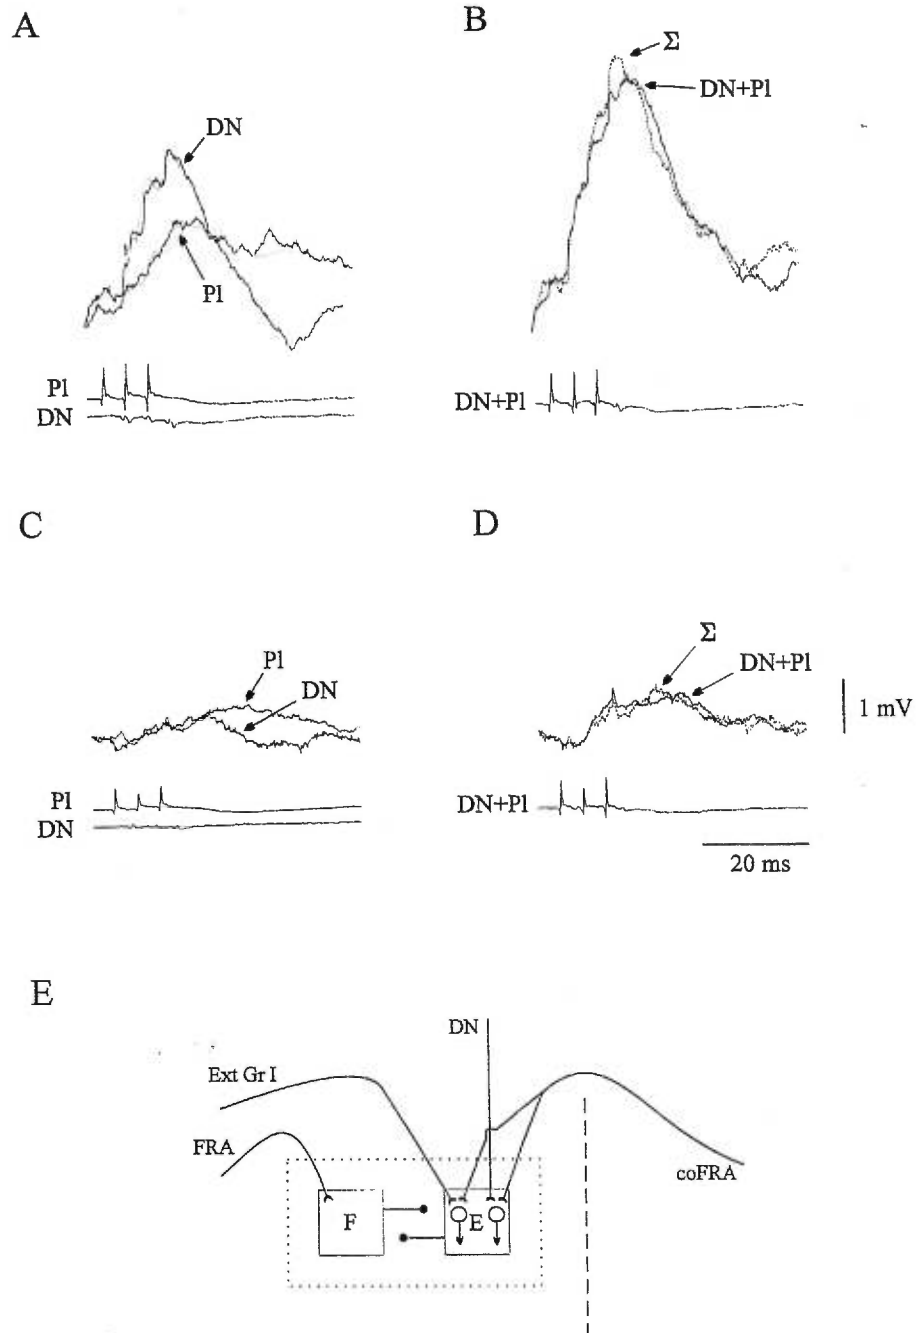 A
DN
Pl
Pl
DN
B
Σ
DN+Pl
DN+Pl
C
Pl
DN
Pl
DN
D
Σ
DN+Pl
1 mV
DN+Pl
20 ms
E
DN
Ext Gr I
FRA
coFRA
F
E